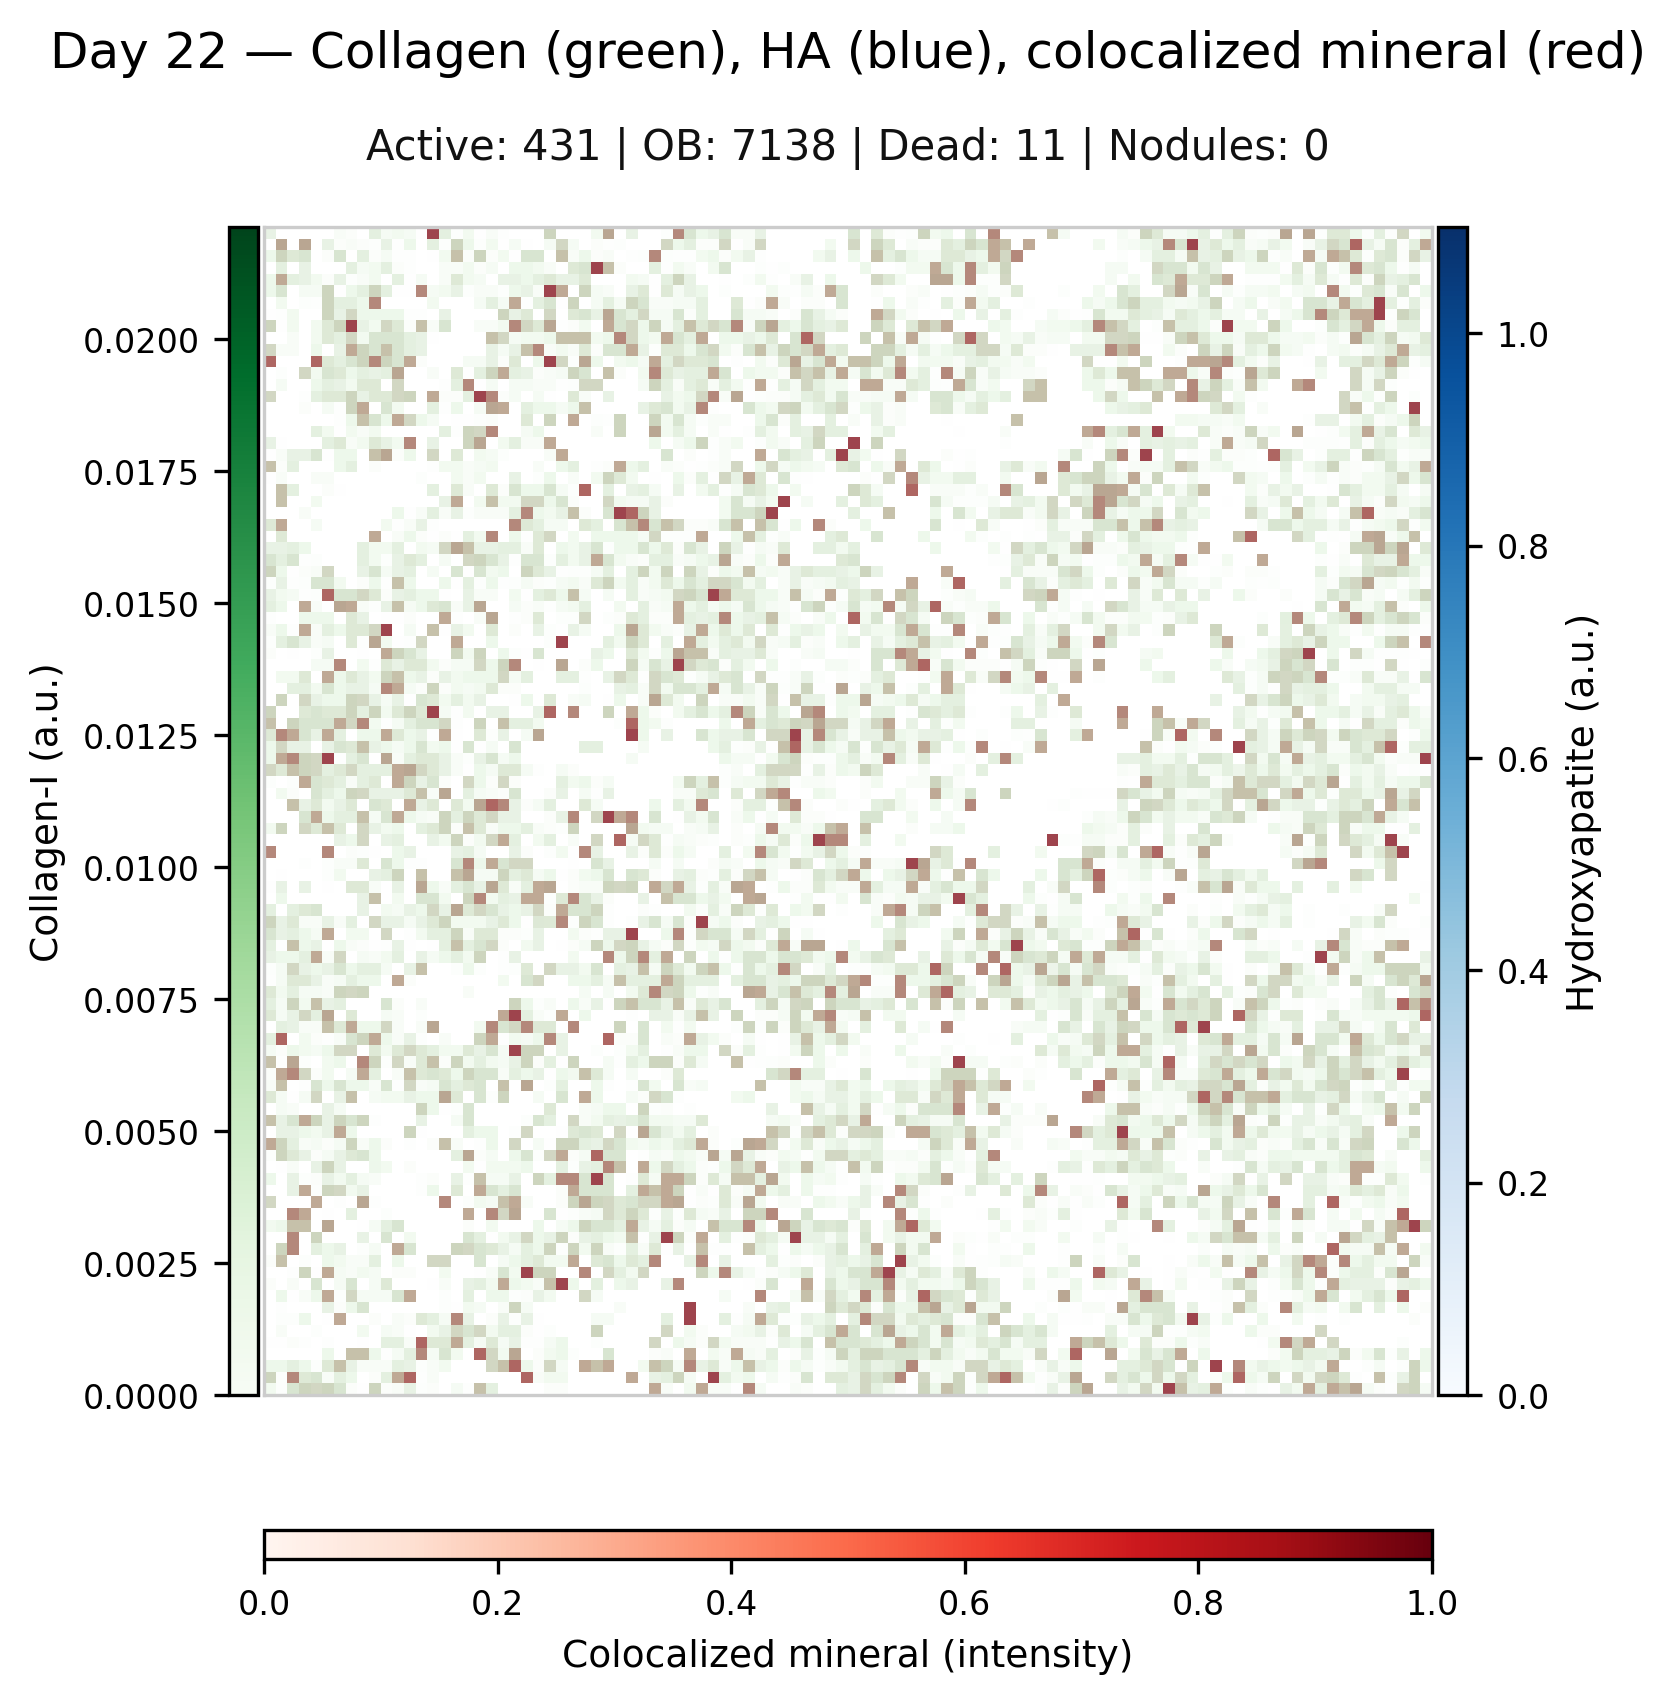 Day 22 — Collagen (green), HA (blue), colocalized mineral (red)
Active: 431 | OB: 7138 | Dead: 11 | Nodules: 0
Collagen-I (a.u.)
0.0200
0.0175
0.0150
0.0125
0.0100
0.0075
0.0050
0.0025
0.0000
1.0
0.8
0.6
0.4
0.2
0.0
Hydroxyapatite (a.u.)
0.0 0.2 0.4 0.6 0.8 1.0
Colocalized mineral (intensity)